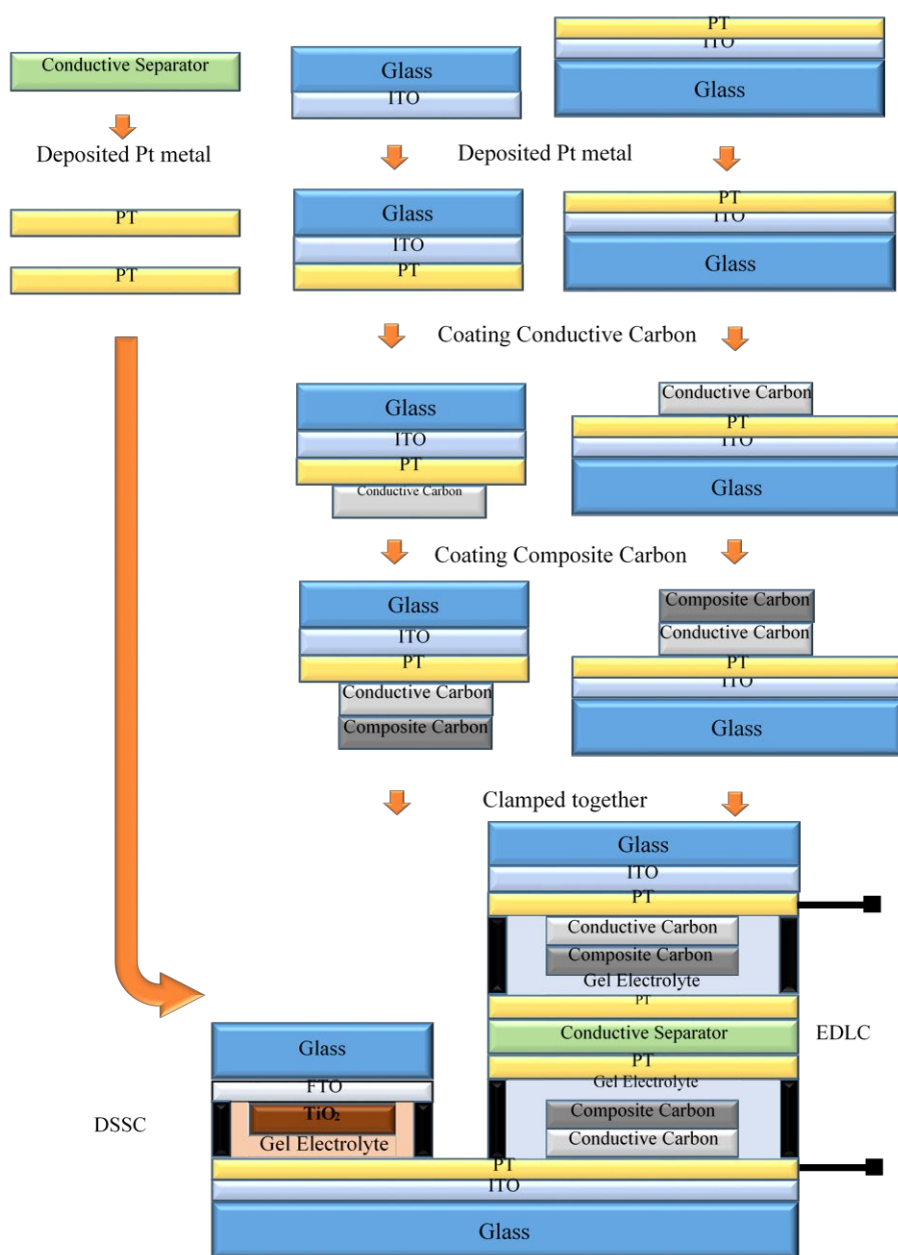 PT
ITO
Glass
Conductive Separator
Glass
ITO
Deposited Pt metal
Deposited Pt metal
PT
PT
Glass
ITO
PT
PT
ITO
Glass
Coating Conductive Carbon
Glass
ITO
PT
Conductive Carbon
Conductive Carbon
PT
ITO
Glass
Coating Composite Carbon
Glass
ITO
PT
Conductive Carbon
Composite Carbon
Composite Carbon
Conductive Carbon
PT
ITO
Glass
Clamped together
Glass
ITO
PT
Conductive Carbon
Composite Carbon
Gel Electrolyte
PT
Conductive Separator
EDLC
PT
Gel Electrolyte
Composite Carbon
Conductive Carbon
Glass
FTO
TiO₂
Gel Electrolyte
DSSC
PT
ITO
Glass